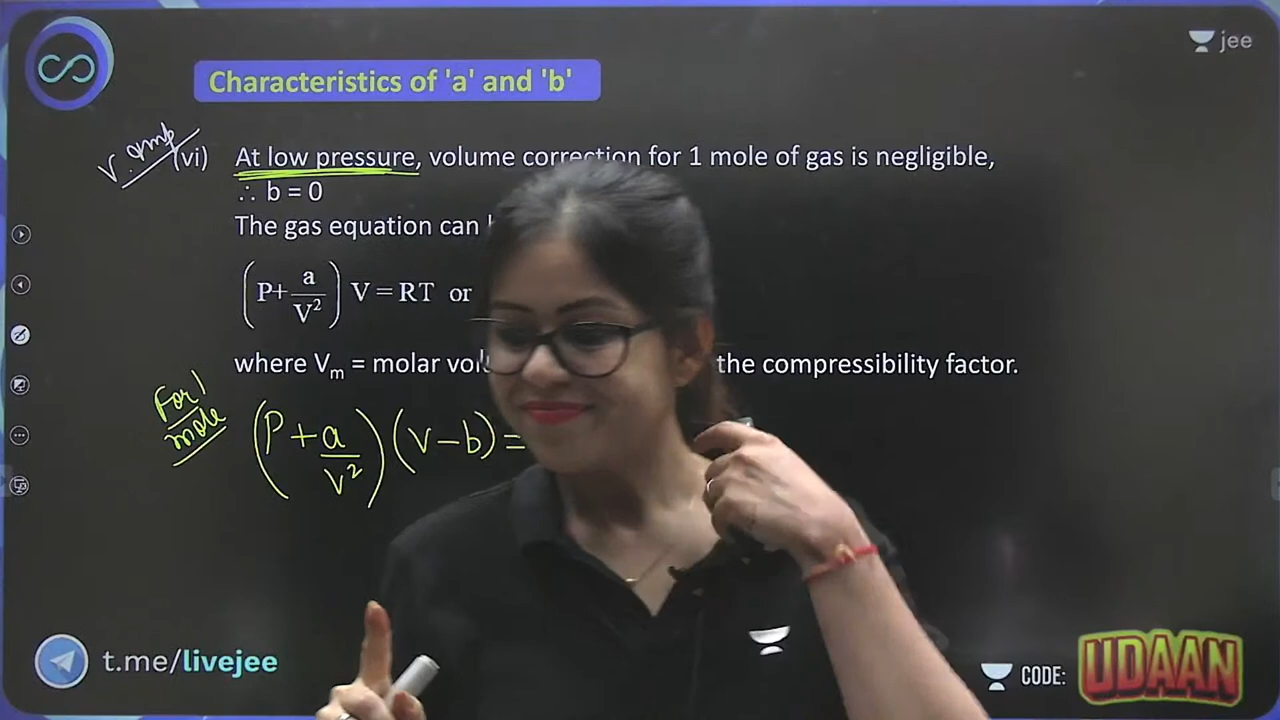 jee
Characteristics of 'a' and 'b'
V. Imp
(vi) At low pressure, volume correction for 1 mole of gas is negligible,
∴ b = 0
The gas equation can
(P+a/V²) V = RT or
where Vₘ = molar the compressibility factor.
For 1 mole
(P + a/V²) (V − b) =
t.me/livejee
CODE: UDAAN